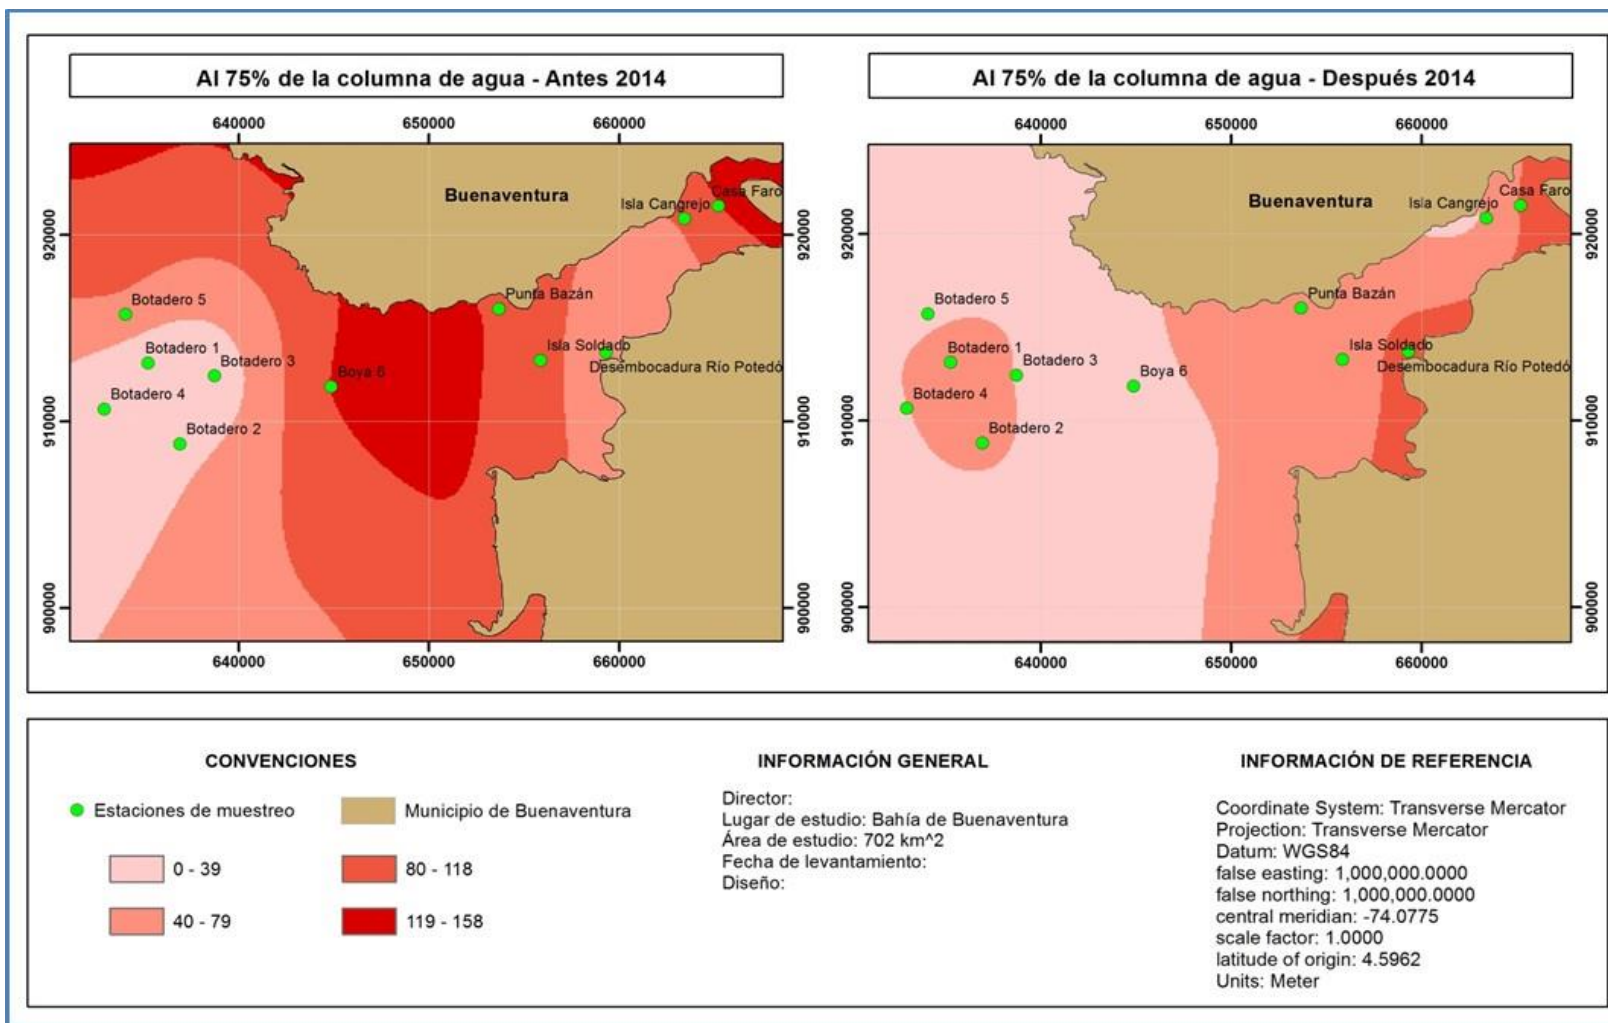 Al 75% de la columna de agua - Antes 2014
640000
650000
660000
920000
910000
900000
920000
910000
900000
Buenaventura
Casa Faro
Isla Cangrejo
Botadero 5
Punta Bazán
Botadero 1
Botadero 3
Isla Soldado
Boya 6
Desembocadura Río Potedó
Botadero 4
Botadero 2
640000
650000
660000
Al 75% de la columna de agua - Después 2014
640000
650000
660000
920000
910000
900000
920000
910000
900000
Buenaventura
Casa Faro
Isla Cangrejo
Botadero 5
Punta Bazán
Botadero 1
Botadero 3
Isla Soldado
Boya 6
Desembocadura Río Potedó
Botadero 4
Botadero 2
640000
650000
660000
CONVENCIONES
Estaciones de muestreo
Municipio de Buenaventura
0 - 39
80 - 118
40 - 79
119 - 158
INFORMACIÓN GENERAL
Director:
Lugar de estudio: Bahía de Buenaventura
Área de estudio: 702 km^2
Fecha de levantamiento:
Diseño:
INFORMACIÓN DE REFERENCIA
Coordinate System: Transverse Mercator
Projection: Transverse Mercator
Datum: WGS84
false easting: 1,000,000.0000
false northing: 1,000,000.0000
central meridian: -74.0775
scale factor: 1.0000
latitude of origin: 4.5962
Units: Meter